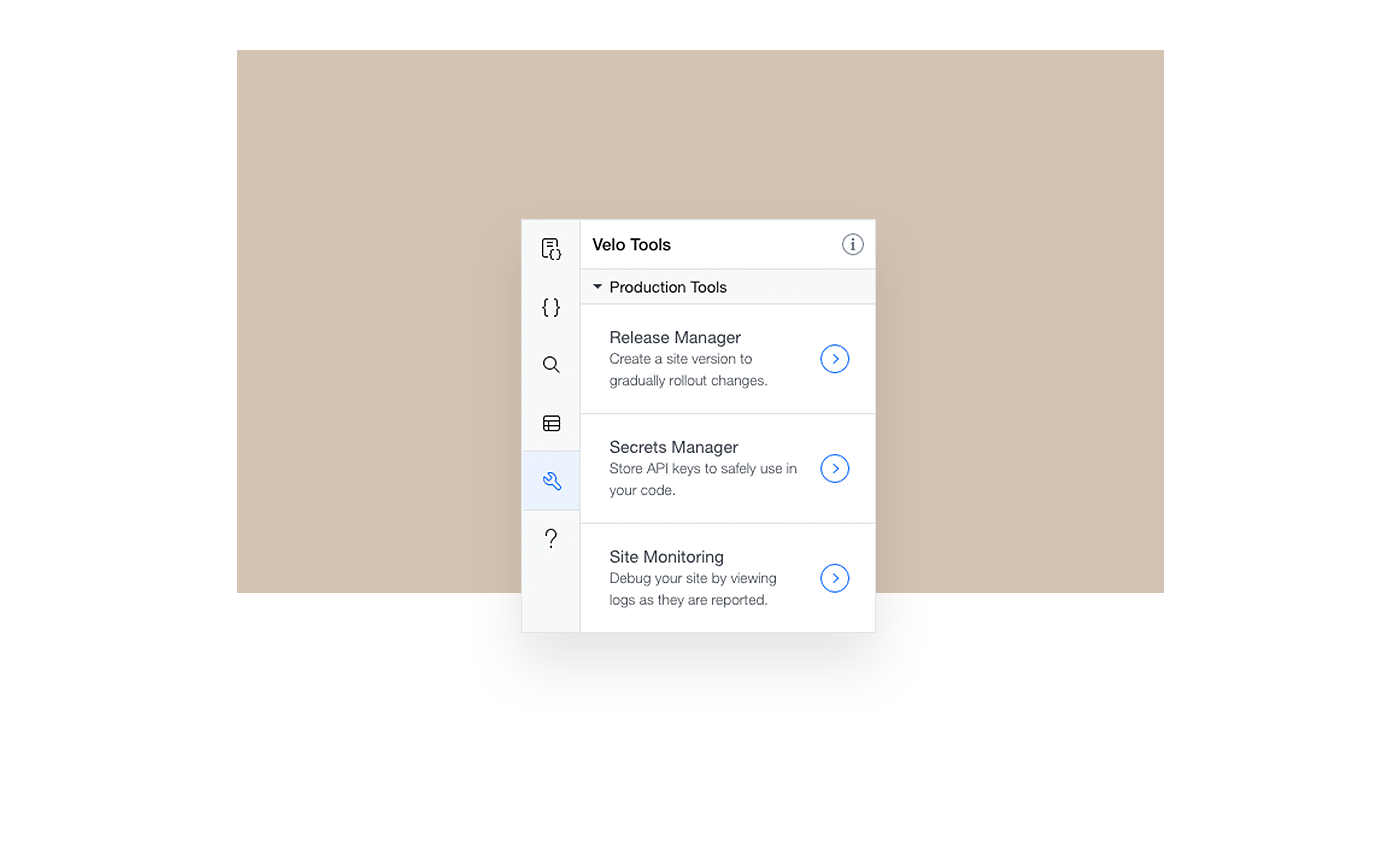 Velo Tools
Production Tools
Release Manager
Create a site version to
gradually rollout changes.
Secrets Manager
Store API keys to safely use in
your code.
Site Monitoring
Debug your site by viewing
logs as they are reported.